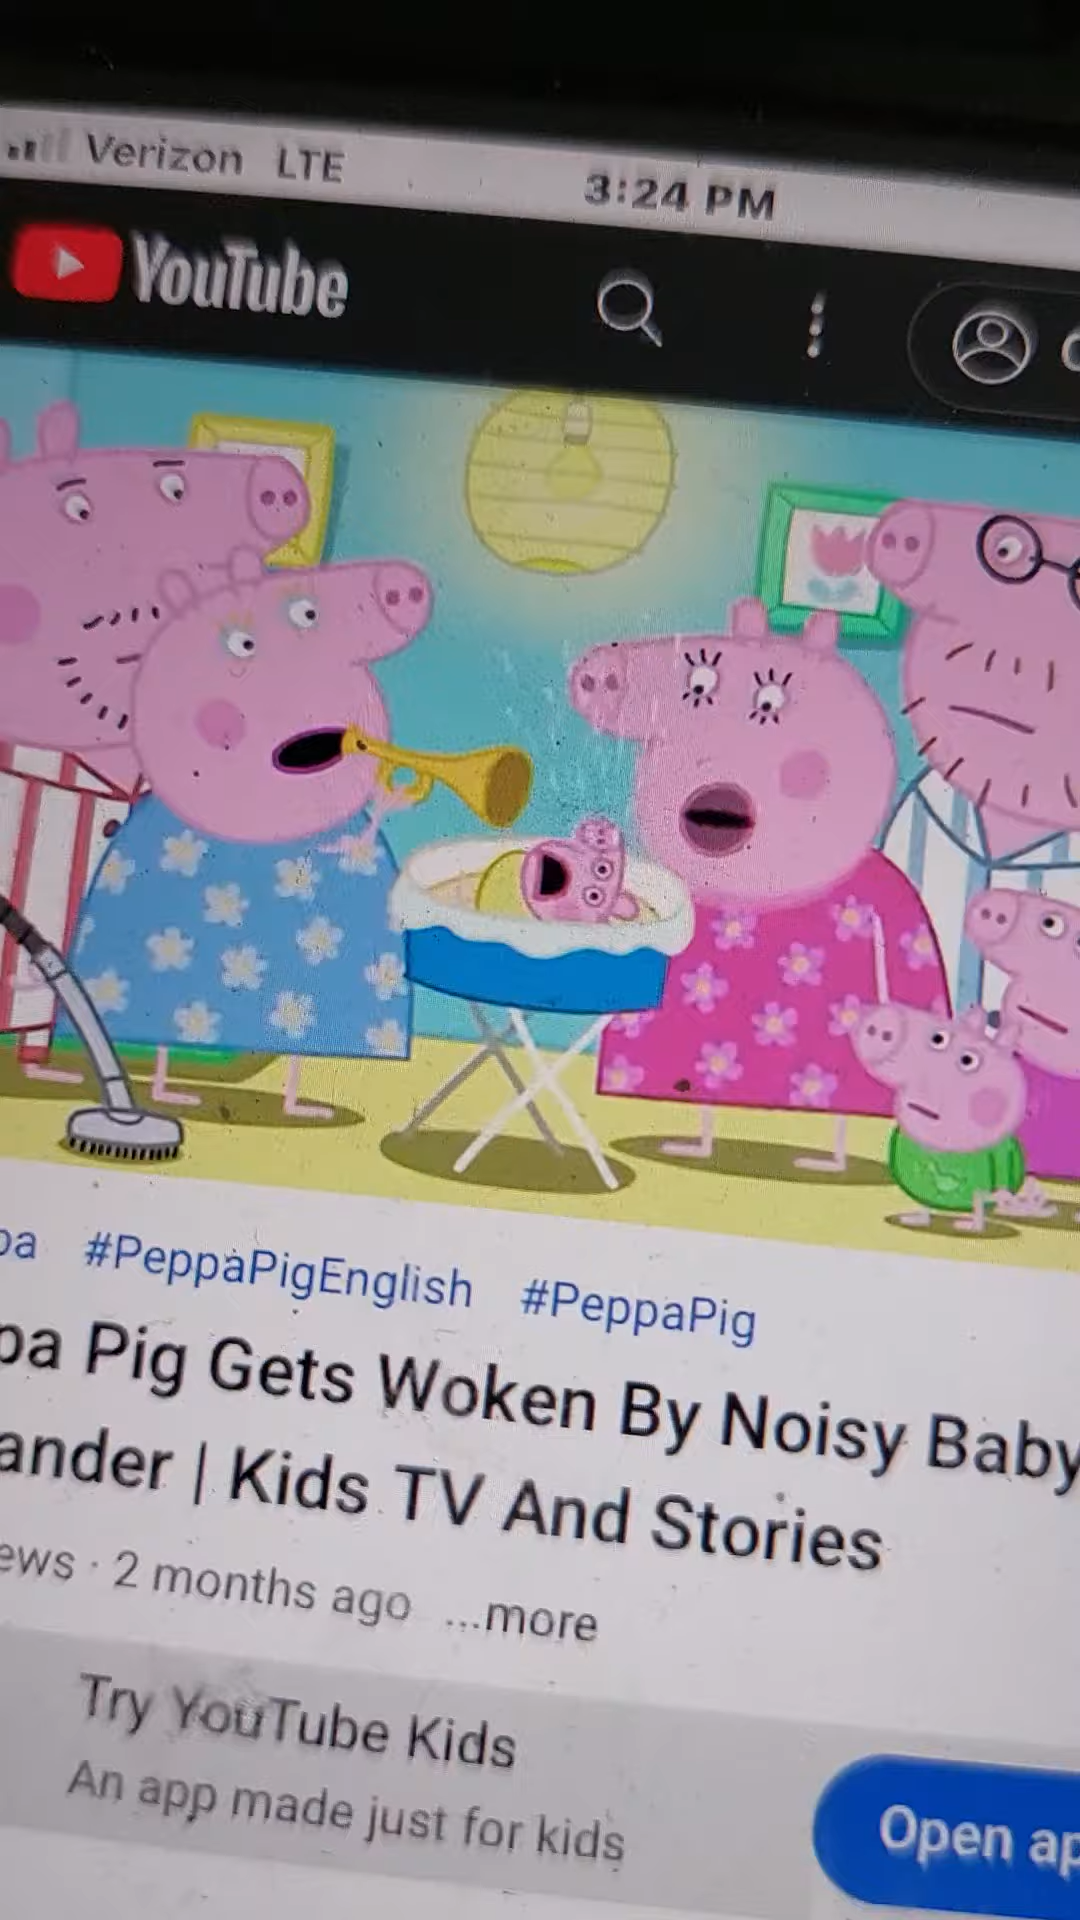 Verizon LTE 3:24 PM
YouTube
pa #PeppaPigEnglish #PeppaPig
pa Pig Gets Woken By Noisy Baby
ander | Kids TV And Stories
ews · 2 months ago ...more
Try YouTube Kids
An app made just for kids
Open ap